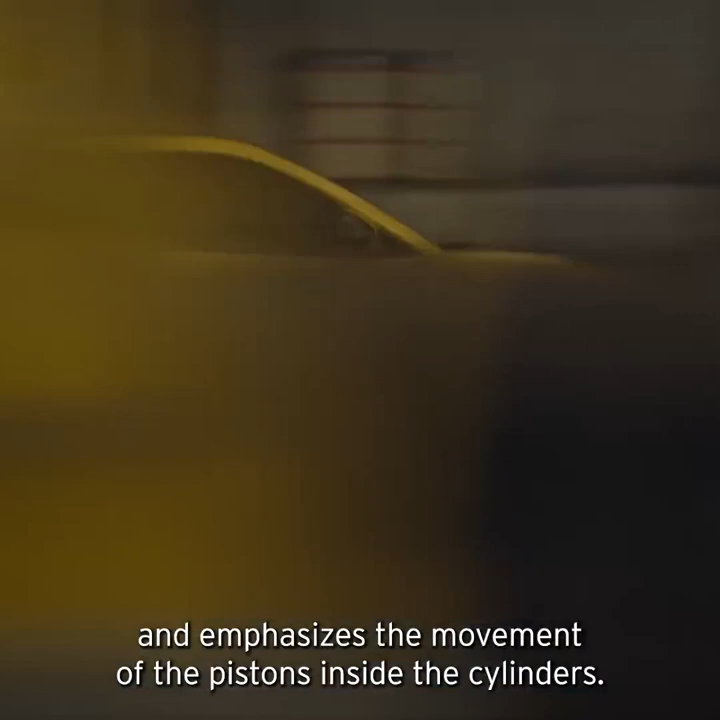 and emphasizes the movement
of the pistons inside the cylinders.